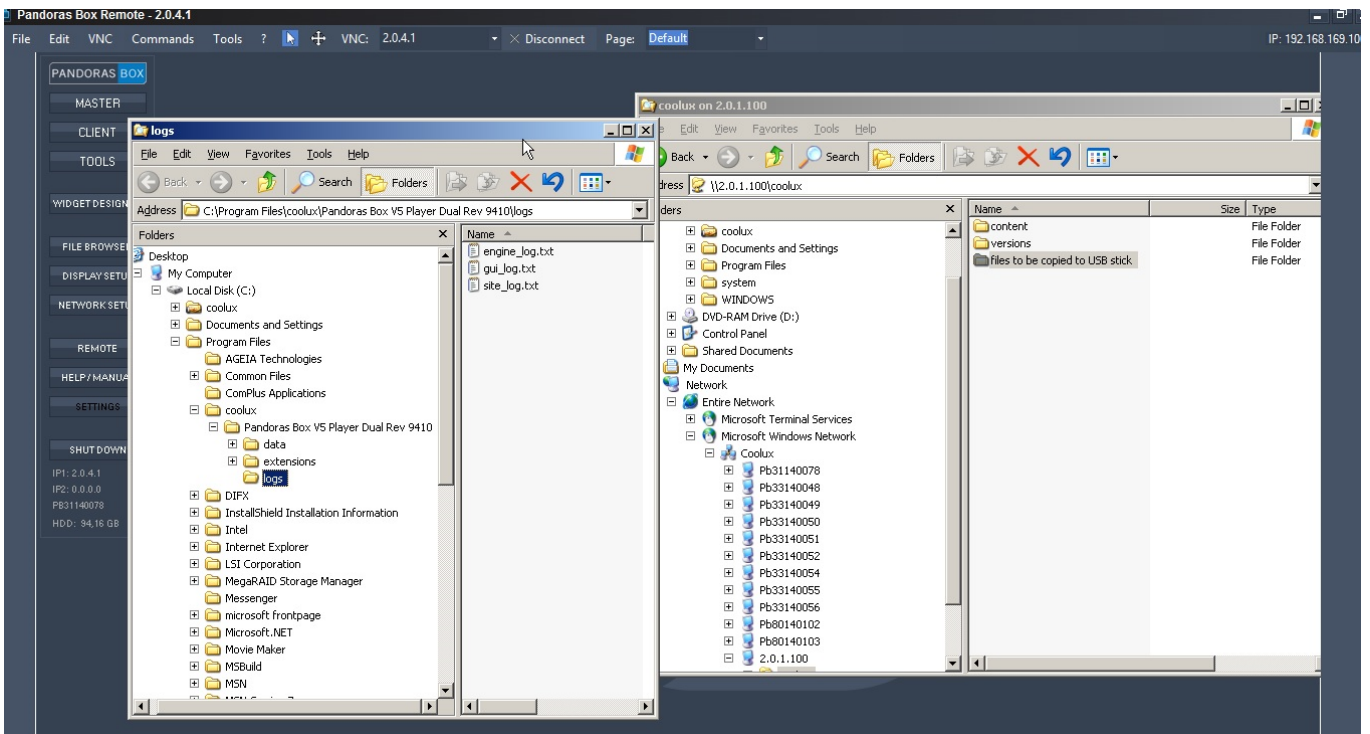 Pandoras Box Remote - 2.0.4.1
File Edit VNC Commands Tools ? VNC: 2.0.4.1 Disconnect Page: Default IP: 192.168.169.10
PANDORAS BOX
MASTER
CLIENT
TOOLS
WIDGET DESIGN
FILE BROWSE
DISPLAY SETU
NETWORK SETU
REMOTE
HELP / MANUA
SETTINGS
SHUT DOWN
IP1: 2.0.4.1
IP2: 0.0.0.0
PB31140078
HDD: 94,16 GB
logs
File Edit View Favorites Tools Help
Back Search Folders
Address C:\Program Files\coolux\Pandoras Box V5 Player Dual Rev 9410\logs
Folders
Desktop
My Computer
Local Disk (C:)
coolux
Documents and Settings
Program Files
AGEIA Technologies
Common Files
ComPlus Applications
coolux
Pandoras Box V5 Player Dual Rev 9410
data
extensions
logs
DIFX
InstallShield Installation Information
Intel
Internet Explorer
LSI Corporation
MegaRAID Storage Manager
Messenger
microsoft frontpage
Microsoft.NET
Movie Maker
MSBuild
MSN
Name
engine_log.txt
gui_log.txt
site_log.txt
coolux on 2.0.1.100
e Edit View Favorites Tools Help
Back Search Folders
dress \\2.0.1.100\coolux
ders
coolux
Documents and Settings
Program Files
system
WINDOWS
DVD-RAM Drive (D:)
Control Panel
Shared Documents
My Documents
Network
Entire Network
Microsoft Terminal Services
Microsoft Windows Network
Coolux
Pb31140078
Pb33140048
Pb33140049
Pb33140050
Pb33140051
Pb33140052
Pb33140054
Pb33140055
Pb33140056
Pb80140102
Pb80140103
2.0.1.100
Name Size Type
content File Folder
versions File Folder
files to be copied to USB stick File Folder